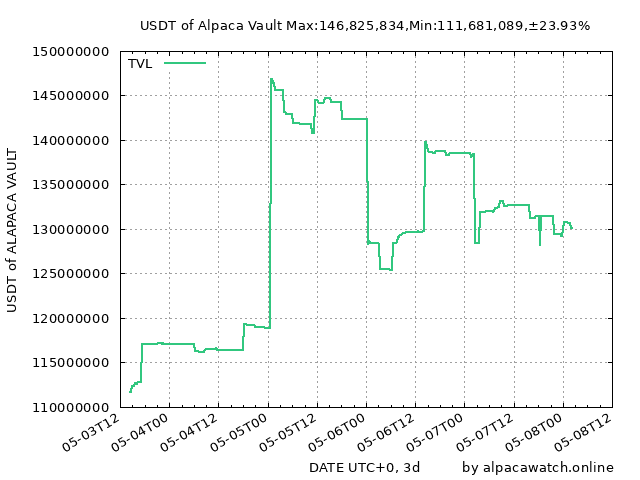 USDT of Alpaca Vault Max:146,825,834,Min:111,681,089,±23.93%
TVL
150000000
145000000
140000000
135000000
130000000
125000000
120000000
115000000
110000000
USDT of ALAPACA VAULT
05-03T12
05-04T00
05-04T12
05-05T00
05-05T12
05-06T00
05-06T12
05-07T00
05-07T12
05-08T00
05-08T12
DATE UTC+0, 3d
by alpacawatch.online